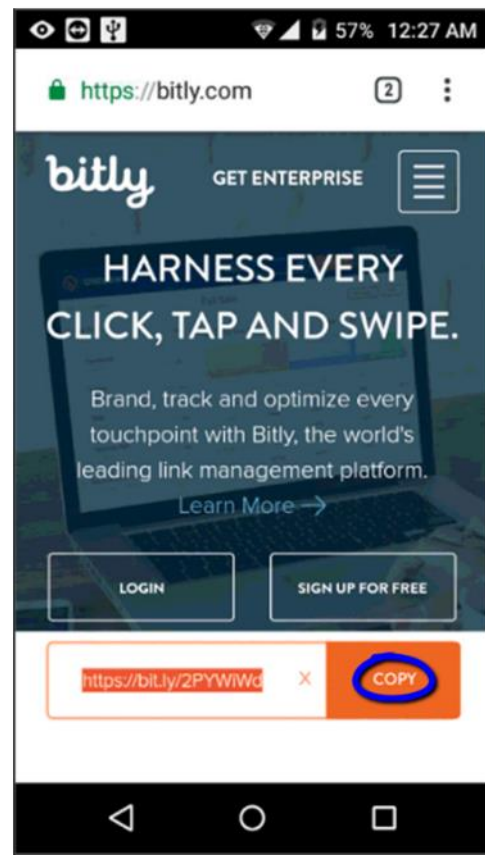 57% 12:27 AM
https://bitly.com 2
bitly GET ENTERPRISE
HARNESS EVERY
CLICK, TAP AND SWIPE.
Brand, track and optimize every
touchpoint with Bitly, the world's
leading link management platform.
Learn More →
LOGIN SIGN UP FOR FREE
https://bit.ly/2PYWlWd X COPY